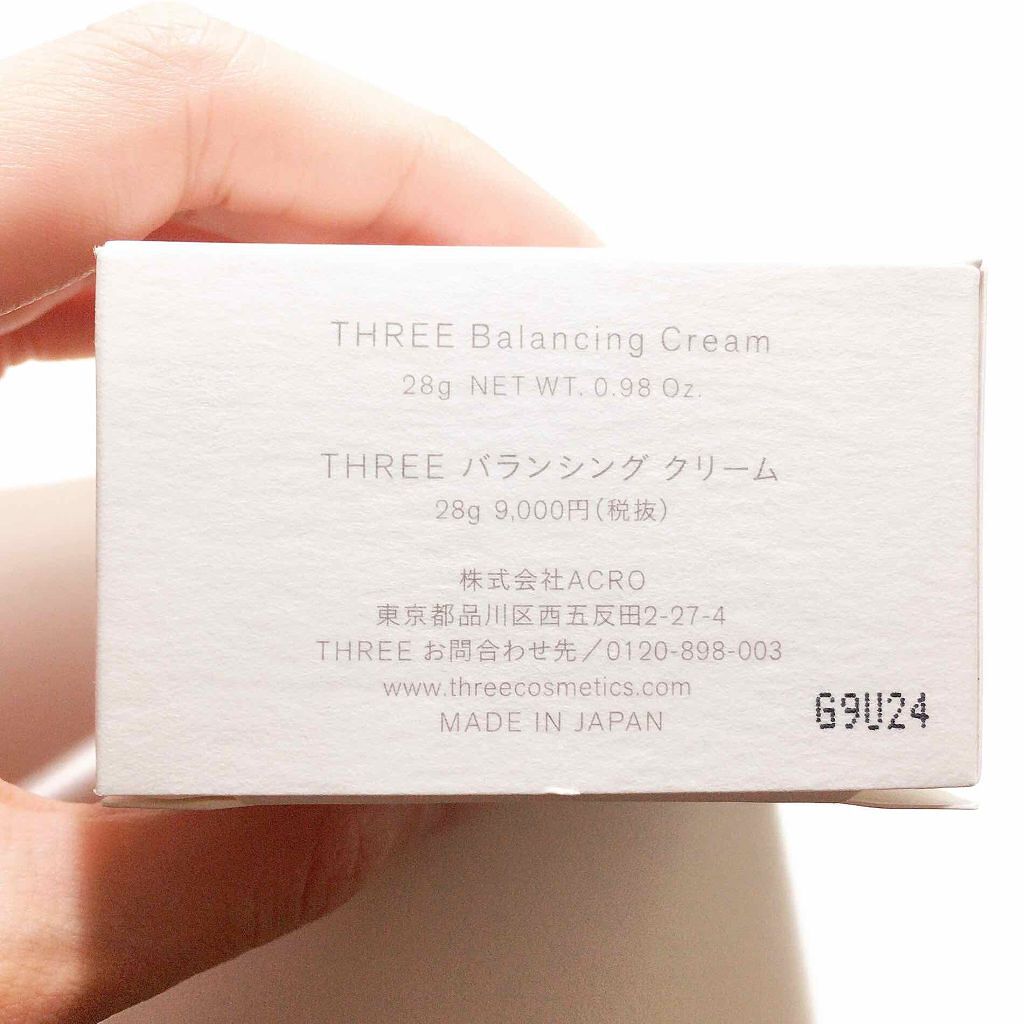 THREE Balancing Cream
28g NET WT. 0.98 Oz.
THREE バランシング クリーム
28g 9,000円(税抜)
株式会社ACRO
東京都品川区西五反田2-27-4
THREE お問合わせ先／0120-898-003
www.threecosmetics.com
MADE IN JAPAN
G9U24